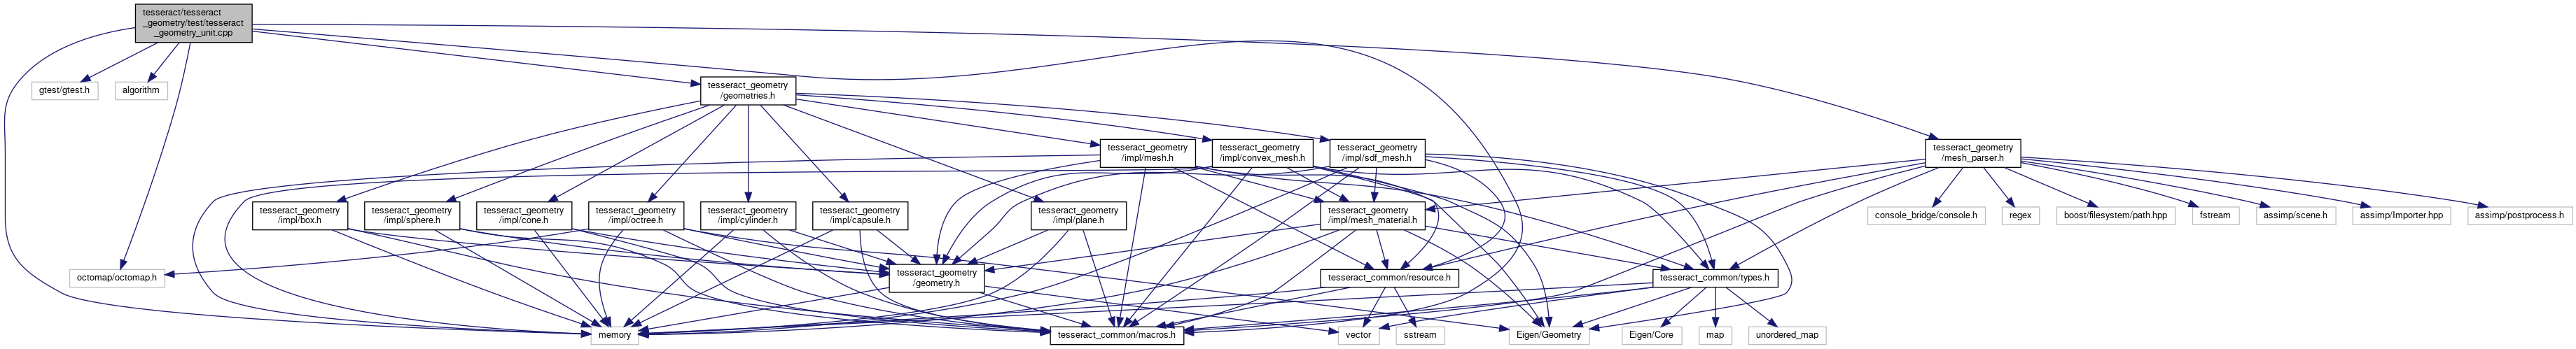 tesseract/tesseract
_geometry/test/tesseract
_geometry_unit.cpp
gtest/gtest.h
algorithm
tesseract_geometry
/geometries.h
tesseract_geometry
/impl/mesh.h
tesseract_geometry
/impl/convex_mesh.h
tesseract_geometry
/impl/sdf_mesh.h
tesseract_geometry
/mesh_parser.h
tesseract_geometry
/impl/box.h
tesseract_geometry
/impl/sphere.h
tesseract_geometry
/impl/cone.h
tesseract_geometry
/impl/octree.h
tesseract_geometry
/impl/cylinder.h
tesseract_geometry
/impl/capsule.h
tesseract_geometry
/impl/plane.h
tesseract_geometry
/impl/mesh_material.h
console_bridge/console.h
regex
boost/filesystem/path.hpp
fstream
assimp/scene.h
assimp/Importer.hpp
assimp/postprocess.h
octomap/octomap.h
tesseract_geometry
/geometry.h
tesseract_common/resource.h
tesseract_common/types.h
memory
tesseract_common/macros.h
vector
sstream
Eigen/Geometry
Eigen/Core
map
unordered_map